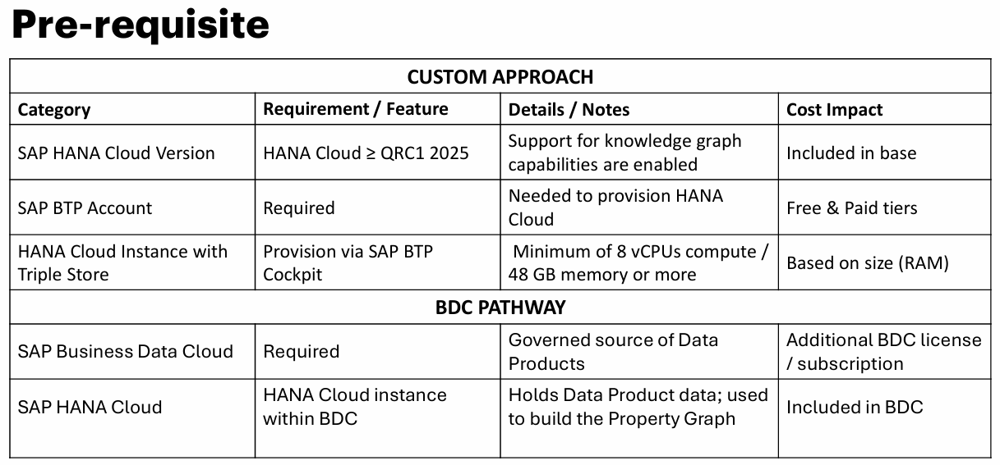 Pre-requisite
CUSTOM APPROACH
Category
Requirement / Feature
Details / Notes
Cost Impact
SAP HANA Cloud Version
HANA Cloud ≥ QRC1 2025
Support for knowledge graph
capabilities are enabled
Included in base
SAP BTP Account
Required
Needed to provision HANA
Cloud
Free & Paid tiers
HANA Cloud Instance with
Triple Store
Provision via SAP BTP
Cockpit
Minimum of 8 vCPUs compute /
48 GB memory or more
Based on size (RAM)
BDC PATHWAY
SAP Business Data Cloud
Required
Governed source of Data
Products
Additional BDC license
/ subscription
SAP HANA Cloud
HANA Cloud instance
within BDC
Holds Data Product data; used
to build the Property Graph
Included in BDC